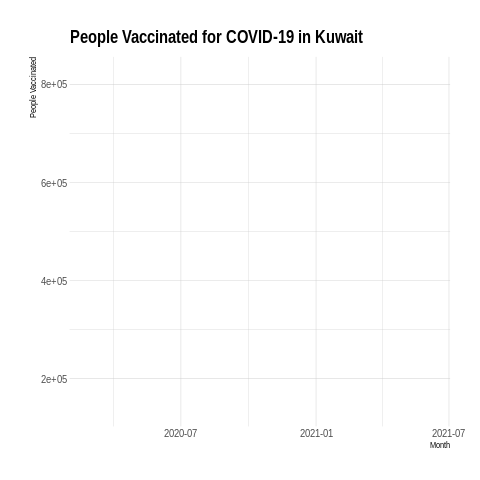 People Vaccinated for COVID-19 in Kuwait
People Vaccinated
8e+05
6e+05
4e+05
2e+05
2020-07
2021-01
2021-07
Month